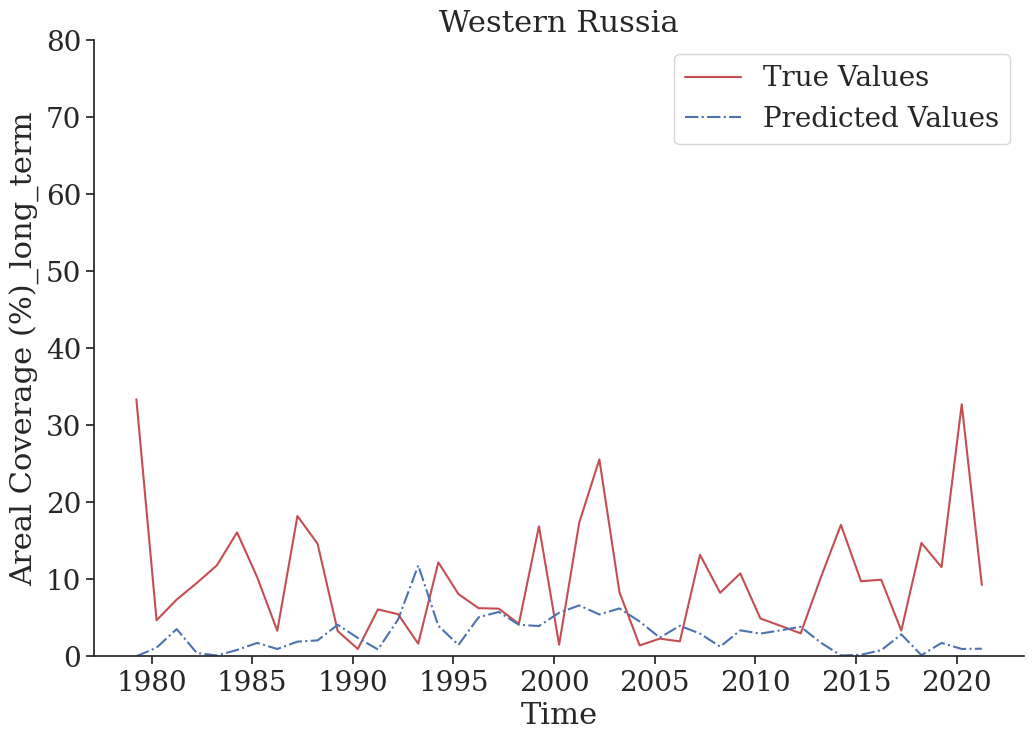 Western Russia
True Values
Predicted Values
Areal Coverage (%)_long_term
80
70
60
50
40
30
20
10
0
1980 1985 1990 1995 2000 2005 2010 2015 2020
Time